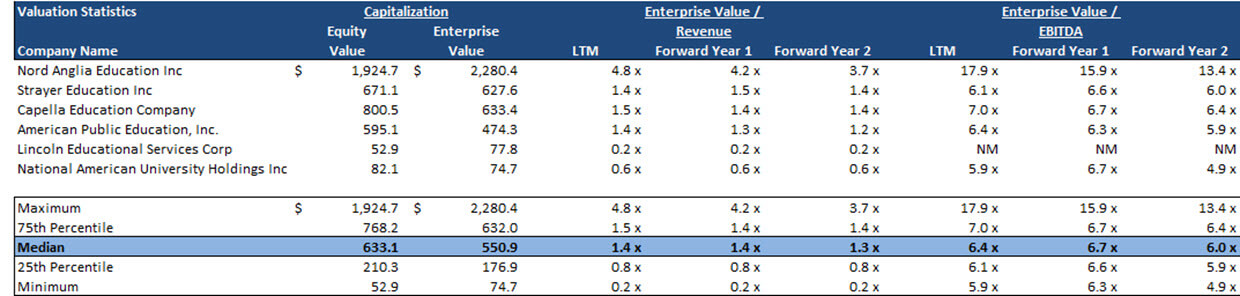 Valuation Statistics Capitalization Enterprise Value / Enterprise Value /
Equity Enterprise Revenue EBITDA
Company Name Value Value LTM Forward Year 1 Forward Year 2 LTM Forward Year 1 Forward Year 2
Nord Anglia Education Inc $ 1,924.7 $ 2,280.4 4.8 x 4.2 x 3.7 x 17.9 x 15.9 x 13.4 x
Strayer Education Inc 671.1 627.6 1.4 x 1.5 x 1.4 x 6.1 x 6.6 x 6.0 x
Capella Education Company 800.5 633.4 1.5 x 1.4 x 1.4 x 7.0 x 6.7 x 6.4 x
American Public Education, Inc. 595.1 474.3 1.4 x 1.3 x 1.2 x 6.4 x 6.3 x 5.9 x
Lincoln Educational Services Corp 52.9 77.8 0.2 x 0.2 x 0.2 x NM NM NM
National American University Holdings Inc 82.1 74.7 0.6 x 0.6 x 0.6 x 5.9 x 6.7 x 4.9 x
Maximum $ 1,924.7 $ 2,280.4 4.8 x 4.2 x 3.7 x 17.9 x 15.9 x 13.4 x
75th Percentile 768.2 632.0 1.5 x 1.4 x 1.4 x 7.0 x 6.7 x 6.4 x
Median 633.1 550.9 1.4 x 1.4 x 1.3 x 6.4 x 6.7 x 6.0 x
25th Percentile 210.3 176.9 0.8 x 0.8 x 0.8 x 6.1 x 6.6 x 5.9 x
Minimum 52.9 74.7 0.2 x 0.2 x 0.2 x 5.9 x 6.3 x 4.9 x